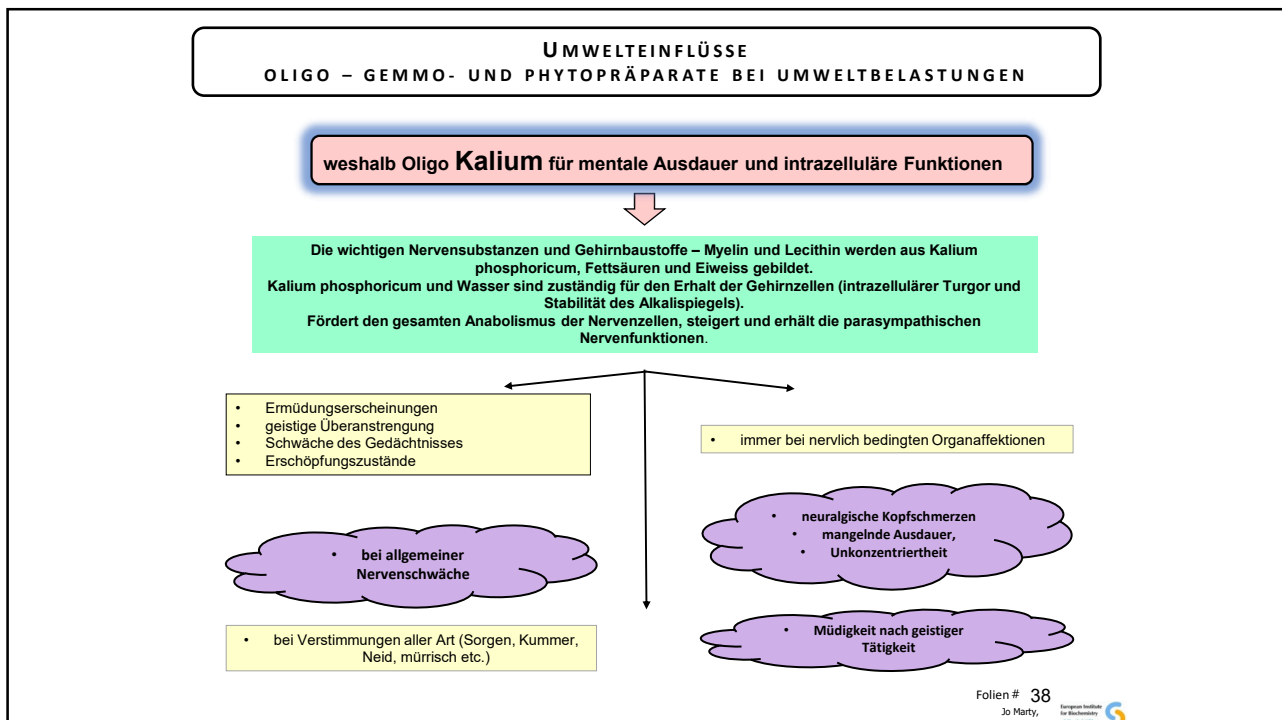 UMWELTEINFLÜSSE
OLIGO – GEMMO- UND PHYTOPRÄPARATE BEI UMWELTBELASTUNGEN
weshalb Oligo Kalium für mentale Ausdauer und intrazelluläre Funktionen
Die wichtigen Nervensubstanzen und Gehirnbaustoffe – Myelin und Lecithin werden aus Kalium
phosphoricum, Fettsäuren und Eiweiss gebildet.
Kalium phosphoricum und Wasser sind zuständig für den Erhalt der Gehirnzellen (intrazellulärer Turgor und
Stabilität des Alkalispiegels).
Fördert den gesamten Anabolismus der Nervenzellen, steigert und erhält die parasympathischen
Nervenfunktionen.
• Ermüdungserscheinungen
• geistige Überanstrengung
• Schwäche des Gedächtnisses
• Erschöpfungszustände
• bei allgemeiner
Nervenschwäche
• bei Verstimmungen aller Art (Sorgen, Kummer,
Neid, mürrisch etc.)
• immer bei nervlich bedingten Organaffektionen
• neuralgische Kopfschmerzen
• mangelnde Ausdauer,
• Unkonzentriertheit
• Müdigkeit nach geistiger
Tätigkeit
Folien # 38
Jo Marty,
European Institute
for Biochemistry